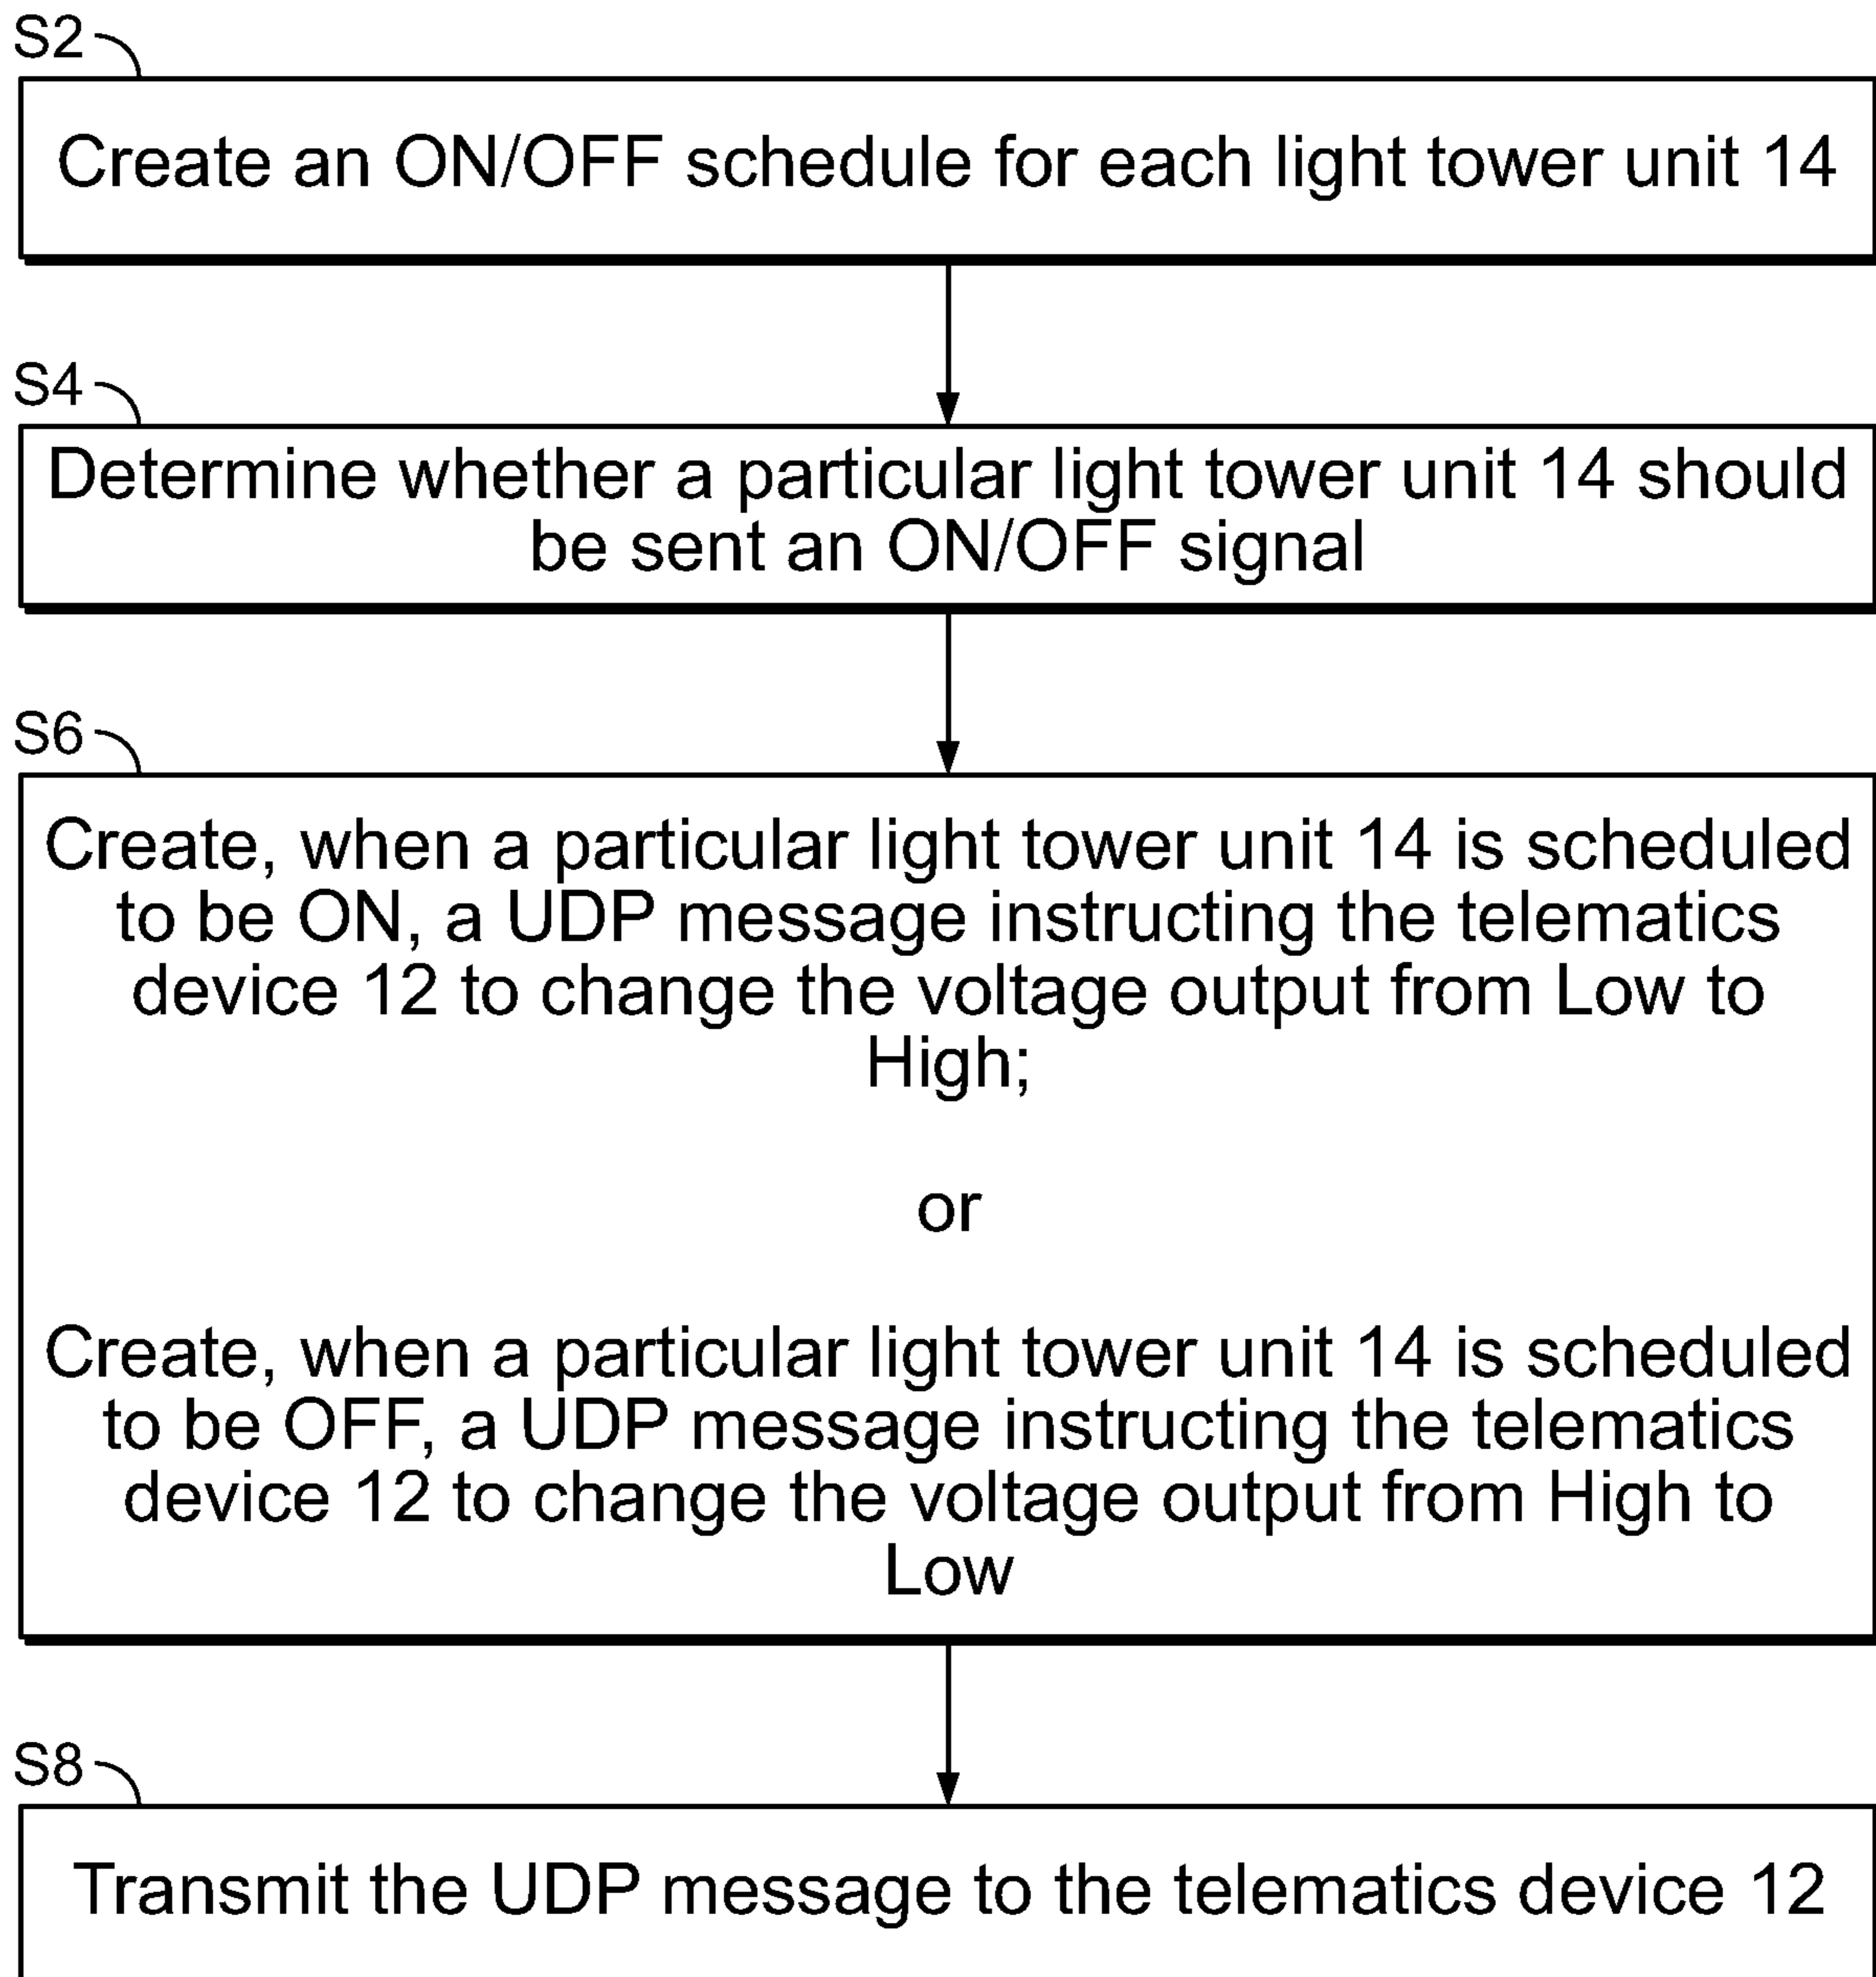 S2
Create an ON/OFF schedule for each light tower unit 14
S4
Determine whether a particular light tower unit 14 should
be sent an ON/OFF signal
S6
Create, when a particular light tower unit 14 is scheduled
to be ON, a UDP message instructing the telematics
device 12 to change the voltage output from Low to
High;
or
Create, when a particular light tower unit 14 is scheduled
to be OFF, a UDP message instructing the telematics
device 12 to change the voltage output from High to
Low
S8
Transmit the UDP message to the telematics device 12